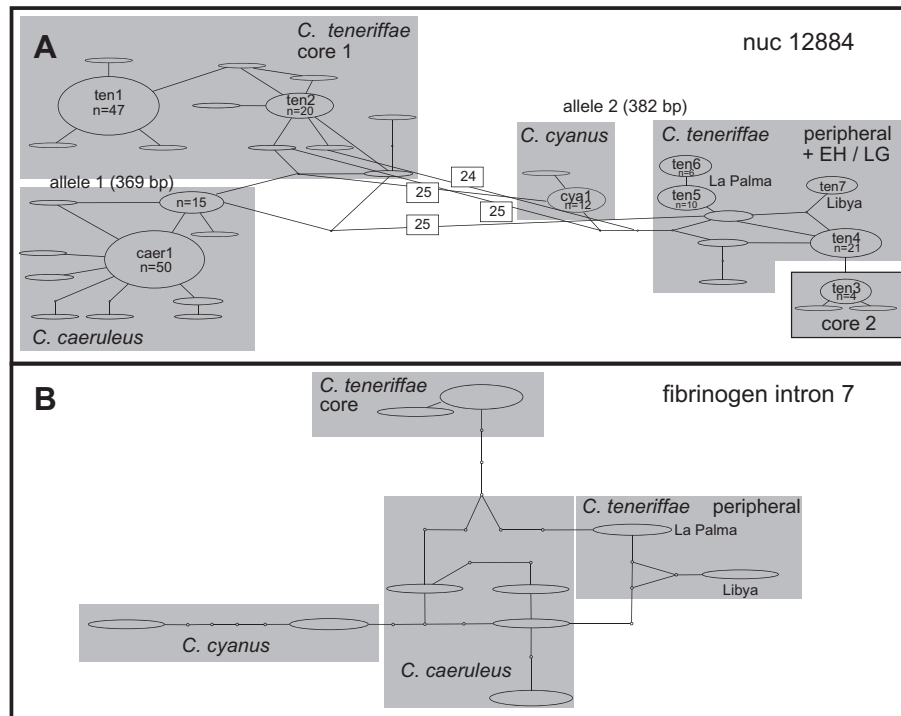 A
C. teneriffae
core 1
nuc 12884
ten1
n=47
ten2
n=20
allele 2 (382 bp)
C. cyanus
C. teneriffae peripheral
+ EH / LG
ten6
n=6
La Palma
ten5
n=10
ten7
Libya
allele 1 (369 bp)
24
25
25
25
n=15
cya1
n=12
ten4
n=21
caer1
n=50
ten3
n=4
core 2
C. caeruleus
B
C. teneriffae
core
fibrinogen intron 7
C. teneriffae peripheral
La Palma
Libya
C. cyanus
C. caeruleus